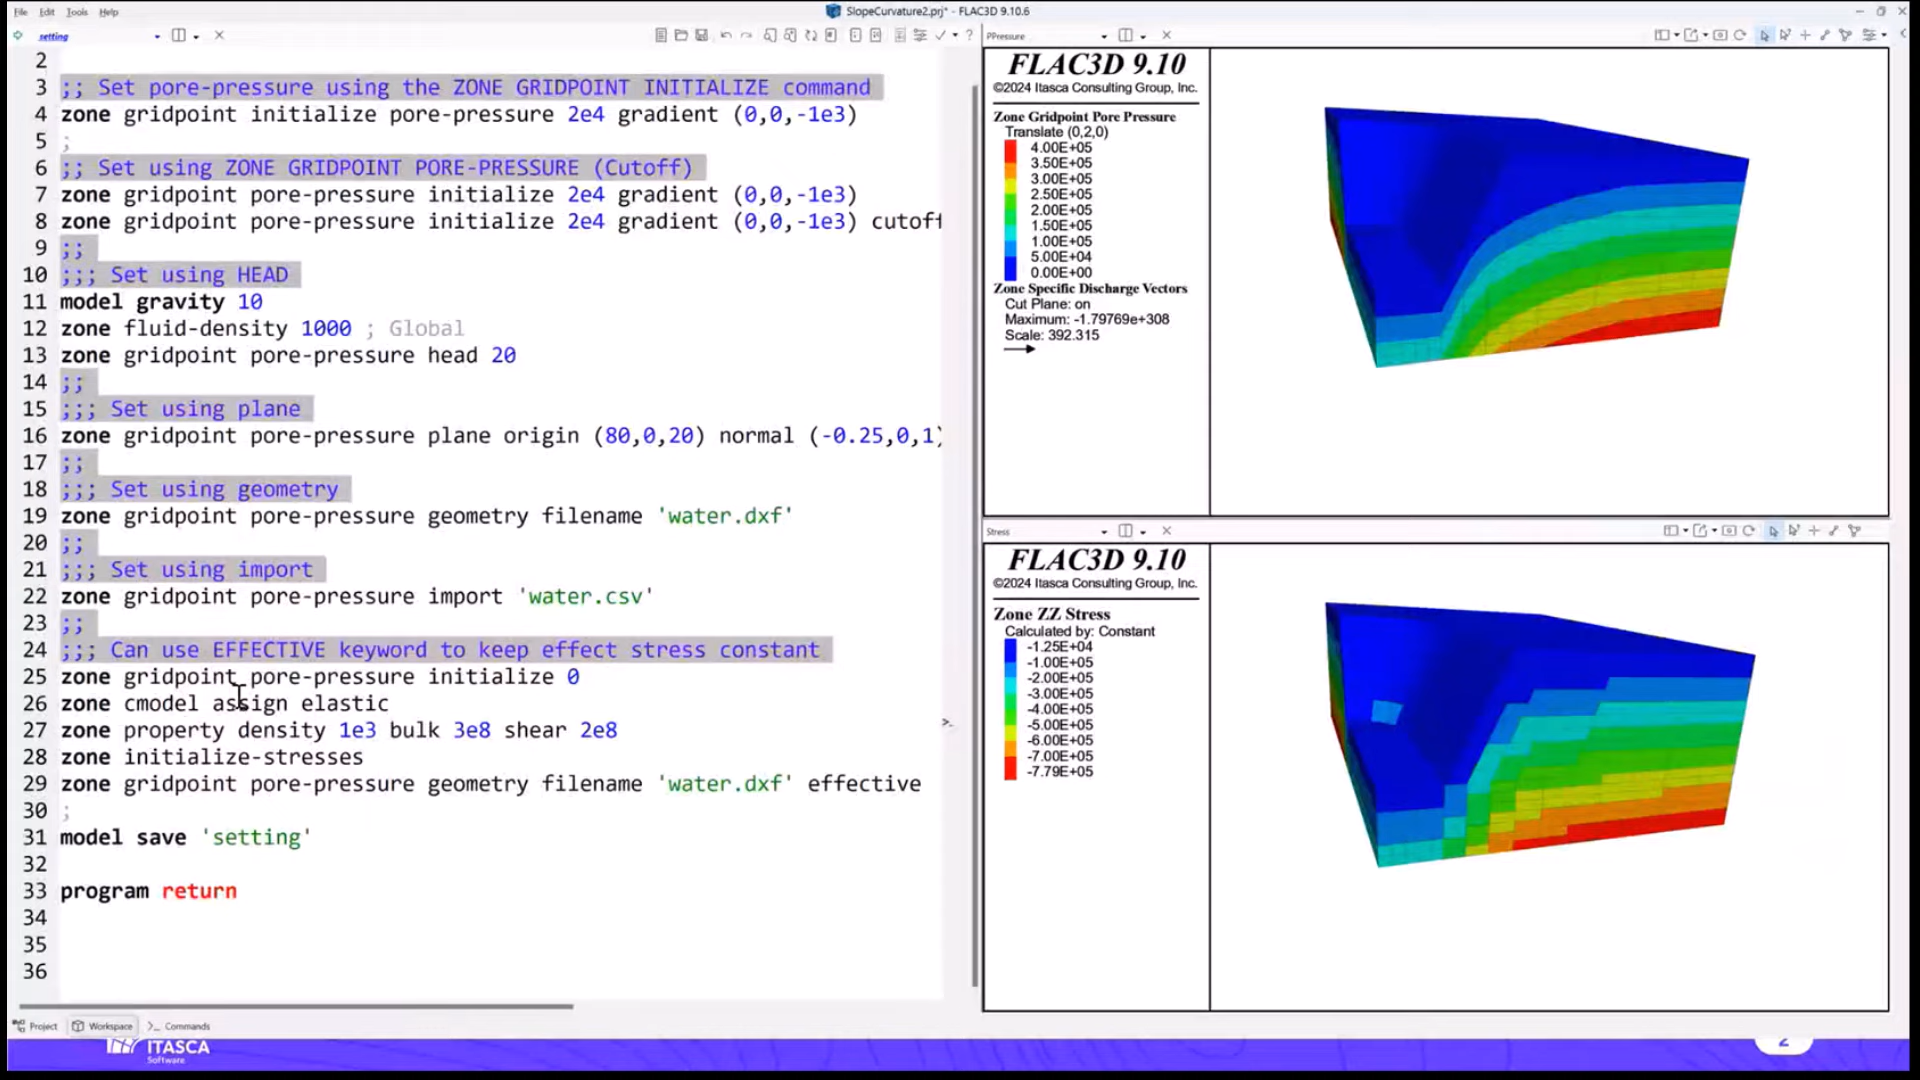 File Edit Tools Help
SlopeCurvature2.prj* - FLAC3D 9.10.6
setting
2
3 ;; Set pore-pressure using the ZONE GRIDPOINT INITIALIZE command
4 zone gridpoint initialize pore-pressure 2e4 gradient (0,0,-1e3)
5 ;
6 ;; Set using ZONE GRIDPOINT PORE-PRESSURE (Cutoff)
7 zone gridpoint pore-pressure initialize 2e4 gradient (0,0,-1e3)
8 zone gridpoint pore-pressure initialize 2e4 gradient (0,0,-1e3) cutoff
9 ;;
10 ;;; Set using HEAD
11 model gravity 10
12 zone fluid-density 1000 ; Global
13 zone gridpoint pore-pressure head 20
14 ;;
15 ;;; Set using plane
16 zone gridpoint pore-pressure plane origin (80,0,20) normal (-0.25,0,1)
17 ;;
18 ;;; Set using geometry
19 zone gridpoint pore-pressure geometry filename 'water.dxf'
20 ;;
21 ;;; Set using import
22 zone gridpoint pore-pressure import 'water.csv'
23 ;;
24 ;;; Can use EFFECTIVE keyword to keep effect stress constant
25 zone gridpoint pore-pressure initialize 0
26 zone cmodel assign elastic
27 zone property density 1e3 bulk 3e8 shear 2e8
28 zone initialize-stresses
29 zone gridpoint pore-pressure geometry filename 'water.dxf' effective
30 ;
31 model save 'setting'
32
33 program return
34
35
36
Project Workspace >_ Commands
PPressure
FLAC3D 9.10
©2024 Itasca Consulting Group, Inc.
Zone Gridpoint Pore Pressure
Translate (0,2,0)
4.00E+05
3.50E+05
3.00E+05
2.50E+05
2.00E+05
1.50E+05
1.00E+05
5.00E+04
0.00E+00
Zone Specific Discharge Vectors
Cut Plane: on
Maximum: -1.79769e+308
Scale: 392.315
Stress
FLAC3D 9.10
©2024 Itasca Consulting Group, Inc.
Zone ZZ Stress
Calculated by: Constant
-1.25E+04
-1.00E+05
-2.00E+05
-3.00E+05
-4.00E+05
-5.00E+05
-6.00E+05
-7.00E+05
-7.79E+05
ITASCA
Software
2